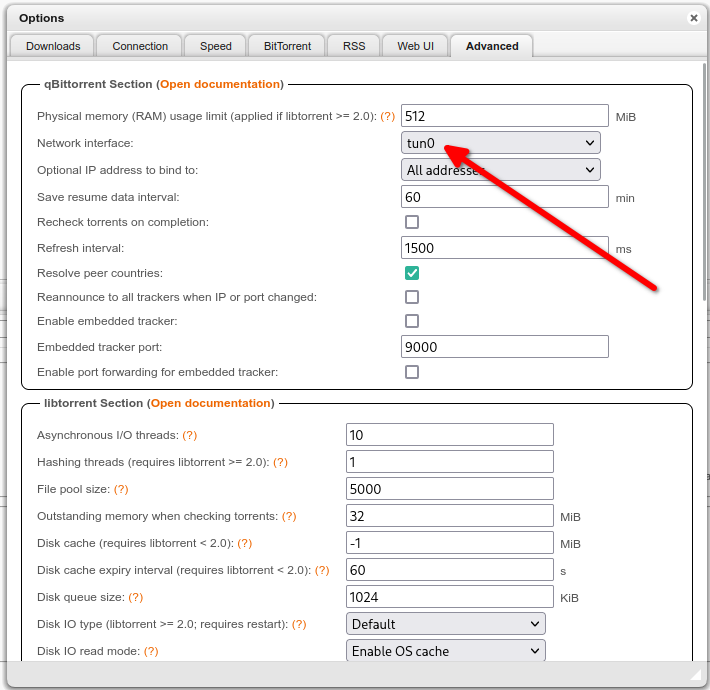 Options
Downloads Connection Speed BitTorrent RSS Web UI Advanced
qBittorrent Section (Open documentation)
Physical memory (RAM) usage limit (applied if libtorrent >= 2.0): (?) 512 MiB
Network interface: tun0
Optional IP address to bind to: All addresses
Save resume data interval: 60 min
Recheck torrents on completion:
Refresh interval: 1500 ms
Resolve peer countries:
Reannounce to all trackers when IP or port changed:
Enable embedded tracker:
Embedded tracker port: 9000
Enable port forwarding for embedded tracker:
libtorrent Section (Open documentation)
Asynchronous I/O threads: (?) 10
Hashing threads (requires libtorrent >= 2.0): (?) 1
File pool size: (?) 5000
Outstanding memory when checking torrents: (?) 32 MiB
Disk cache (requires libtorrent < 2.0): (?) -1 MiB
Disk cache expiry interval (requires libtorrent < 2.0): (?) 60 s
Disk queue size: (?) 1024 KiB
Disk IO type (libtorrent >= 2.0; requires restart): (?) Default
Disk IO read mode: (?) Enable OS cache